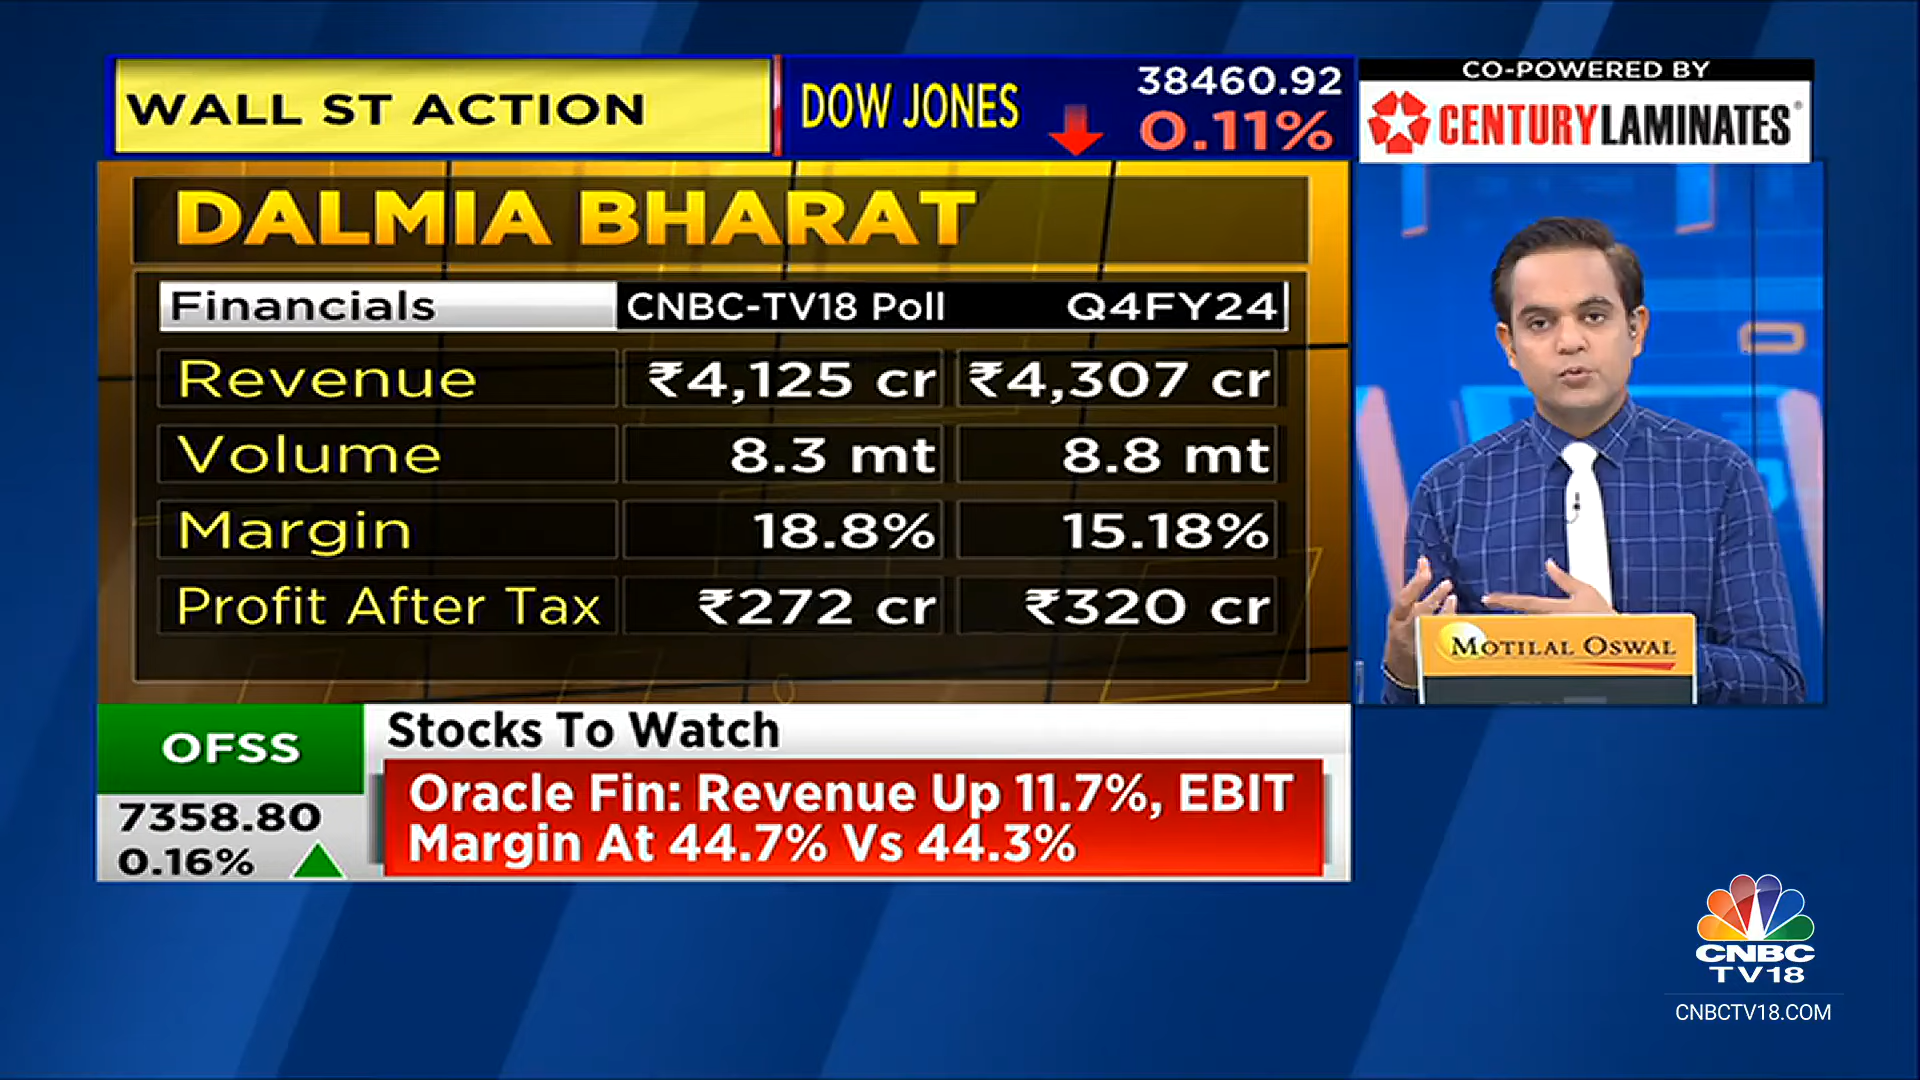 WALL ST ACTION
DOW JONES
38460.92
0.11%
CO-POWERED BY
CENTURYLAMINATES
DALMIA BHARAT
Financials CNBC-TV18 Poll Q4FY24
Revenue ₹4,125 cr ₹4,307 cr
Volume 8.3 mt 8.8 mt
Margin 18.8% 15.18%
Profit After Tax ₹272 cr ₹320 cr
MOTILAL OSWAL
OFSS
7358.80
0.16%
Stocks To Watch
Oracle Fin: Revenue Up 11.7%, EBIT
Margin At 44.7% Vs 44.3%
CNBC
TV18
CNBCTV18.COM